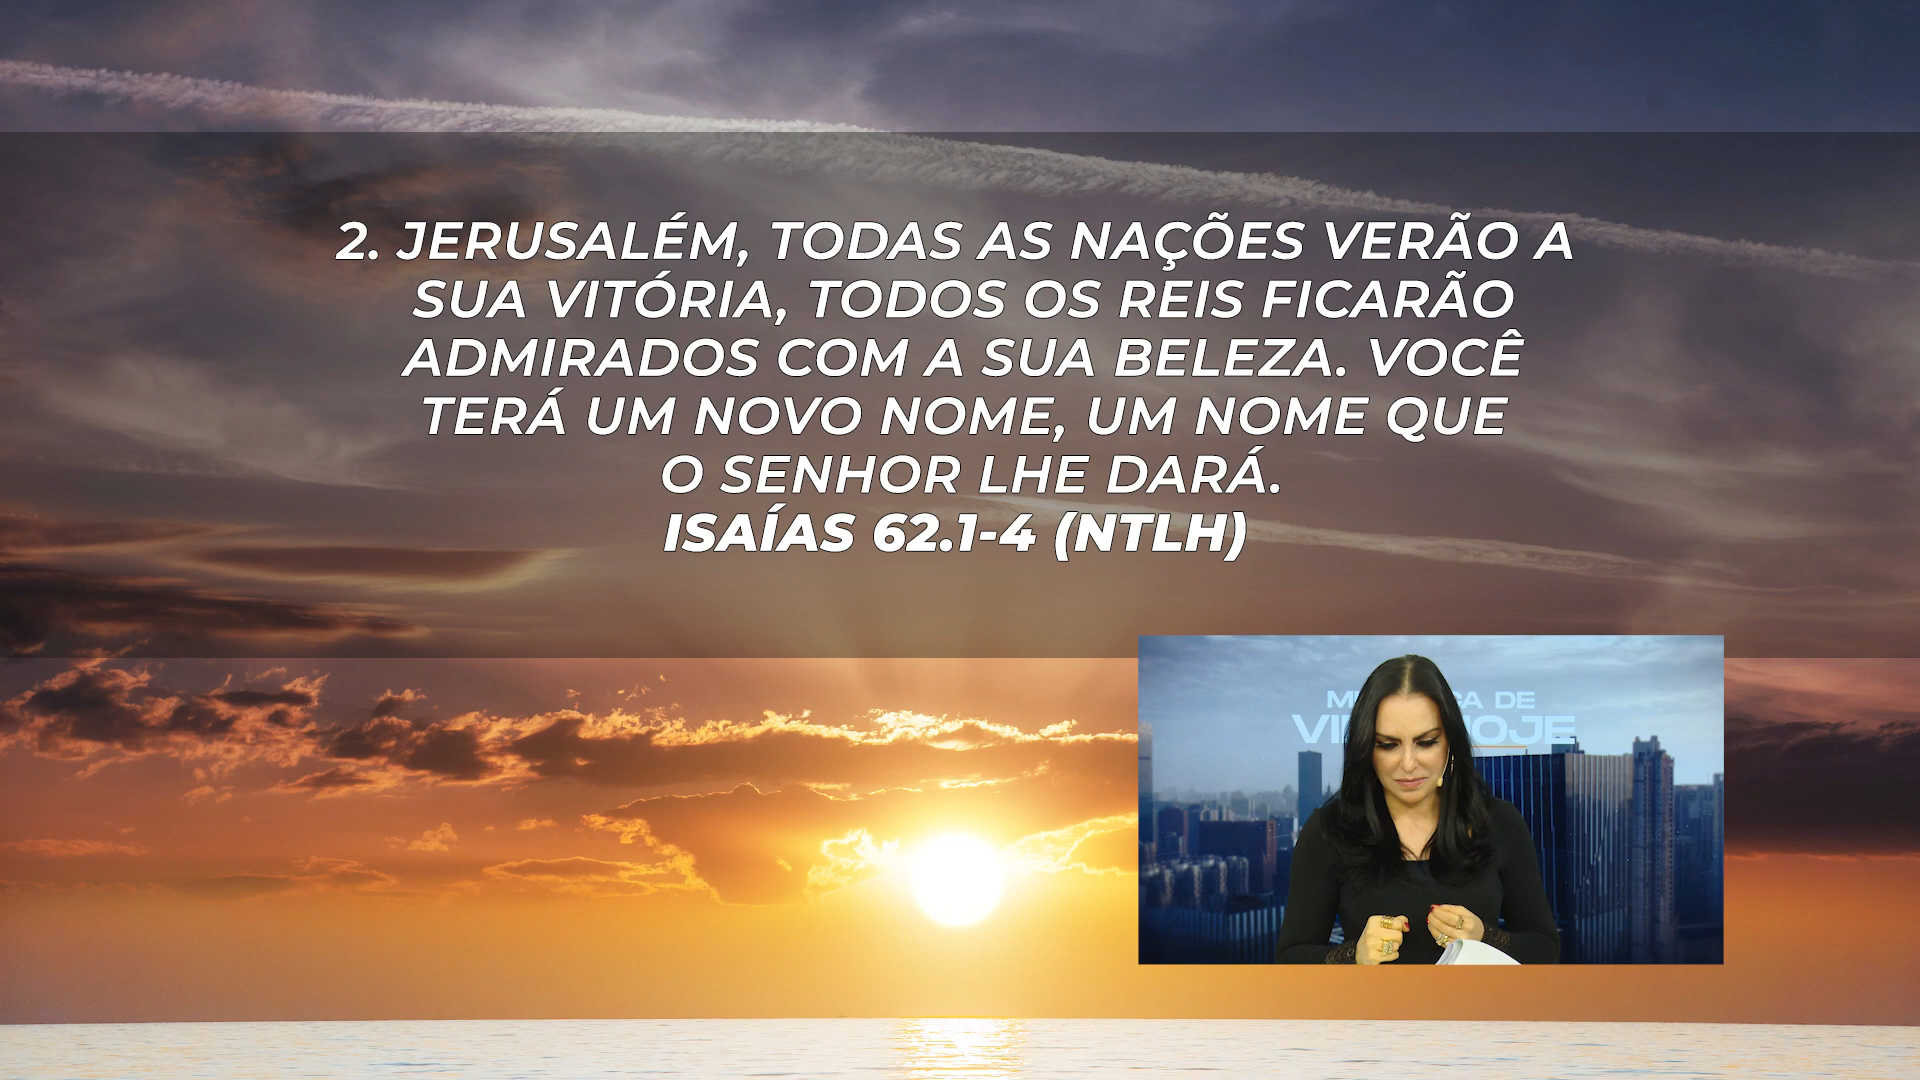 2. JERUSALÉM, TODAS AS NAÇÕES VERÃO A
SUA VITÓRIA, TODOS OS REIS FICARÃO
ADMIRADOS COM A SUA BELEZA. VOCÊ
TERÁ UM NOVO NOME, UM NOME QUE
O SENHOR LHE DARÁ.
ISAÍAS 62.1-4 (NTLH)
DE